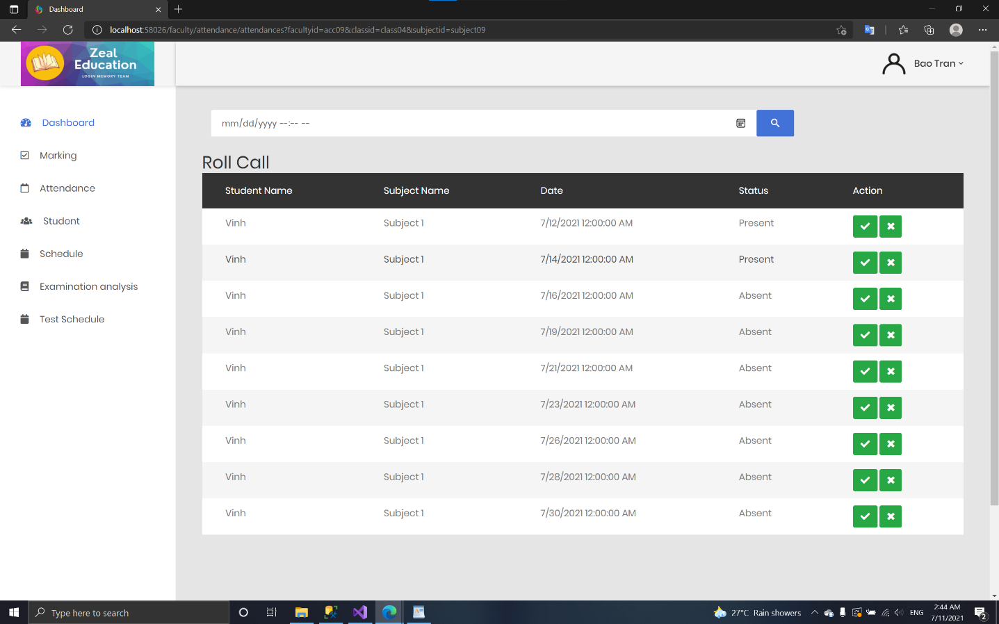 Dashboard
localhost:58026/faculty/attendance/attendances?facultyid=acc09&classid=class04&subjectid=subject09
Zeal
Education
LOGIN MEMORY TEAM
Bao Tran
Dashboard
Marking
Attendance
Student
Schedule
Examination analysis
Test Schedule
mm/dd/yyyy --:-- --
Roll Call
Student Name Subject Name Date Status Action
Vinh Subject 1 7/12/2021 12:00:00 AM Present
Vinh Subject 1 7/14/2021 12:00:00 AM Present
Vinh Subject 1 7/16/2021 12:00:00 AM Absent
Vinh Subject 1 7/19/2021 12:00:00 AM Absent
Vinh Subject 1 7/21/2021 12:00:00 AM Absent
Vinh Subject 1 7/23/2021 12:00:00 AM Absent
Vinh Subject 1 7/26/2021 12:00:00 AM Absent
Vinh Subject 1 7/28/2021 12:00:00 AM Absent
Vinh Subject 1 7/30/2021 12:00:00 AM Absent
Type here to search
27°C Rain showers
ENG
2:44 AM
7/11/2021
2